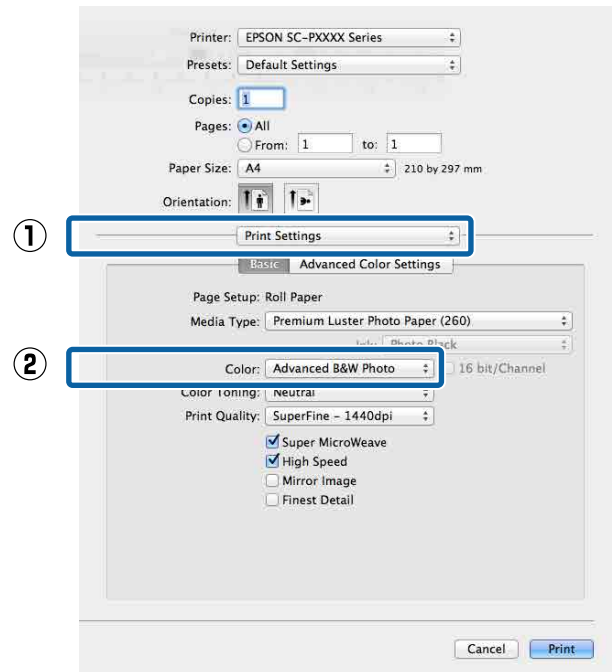 Printer: EPSON SC-PXXXX Series
Presets: Default Settings
Copies: 1
Pages: All
From: 1 to: 1
Paper Size: A4 210 by 297 mm
Orientation:
① Print Settings
Basic Advanced Color Settings
Page Setup: Roll Paper
Media Type: Premium Luster Photo Paper (260)
Ink: Photo Black
② Color: Advanced B&W Photo 16 bit/Channel
Color Toning: Neutral
Print Quality: SuperFine - 1440dpi
Super MicroWeave
High Speed
Mirror Image
Finest Detail
Cancel Print